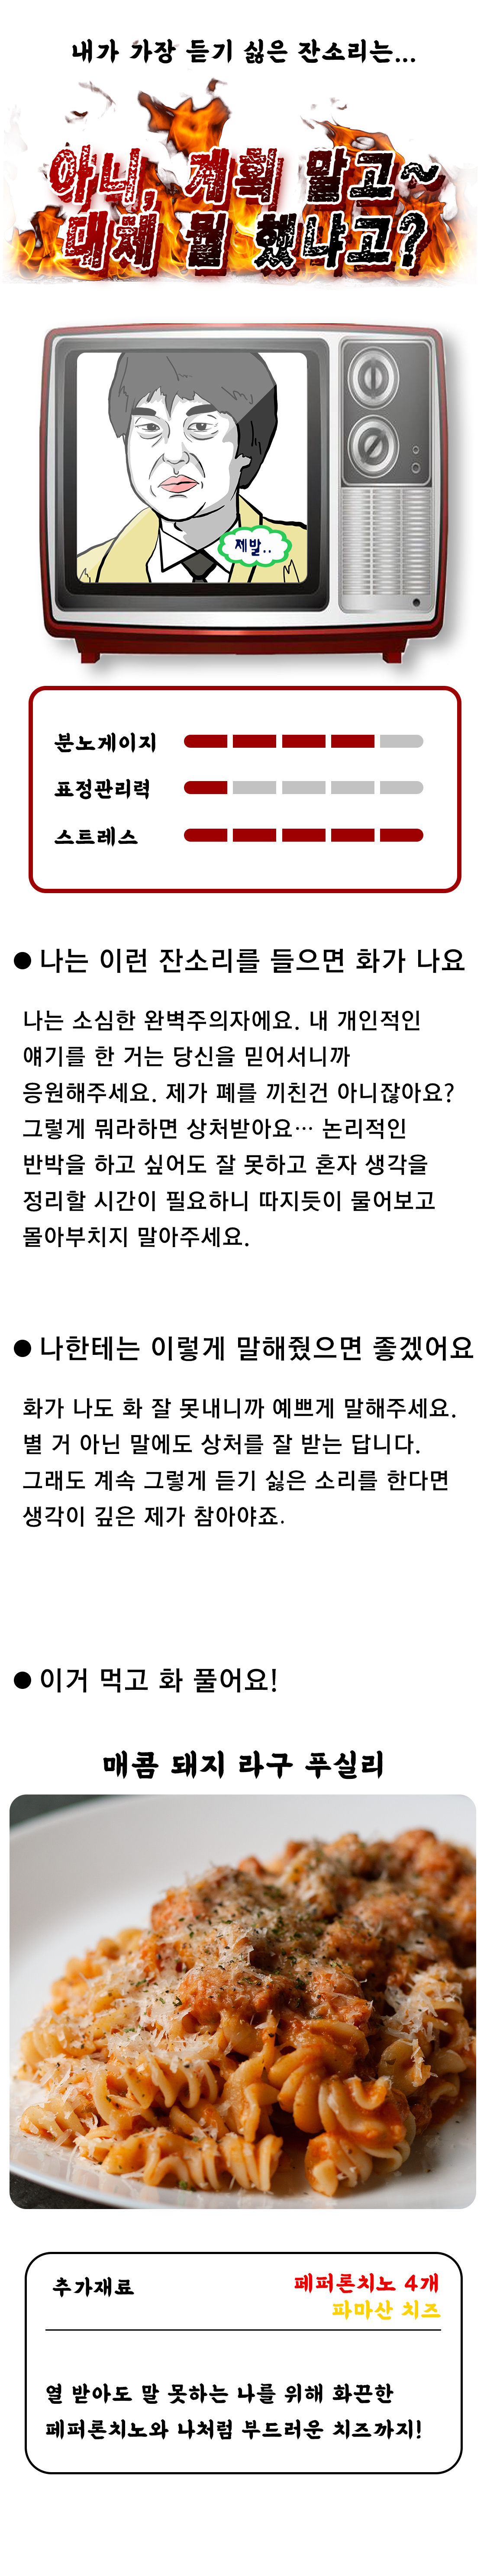 내가 가장 듣기 싫은 잔소리는...
아니, 계획 말고~
대체 뭘 했냐고?
제발..
분노게이지
표정관리력
스트레스
● 나는 이런 잔소리를 들으면 화가 나요
나는 소심한 완벽주의자에요. 내 개인적인
얘기를 한 거는 당신을 믿어서니까
응원해주세요. 제가 폐를 끼친건 아니잖아요?
그렇게 뭐라하면 상처받아요… 논리적인
반박을 하고 싶어도 잘 못하고 혼자 생각을
정리할 시간이 필요하니 따지듯이 물어보고
몰아부치지 말아주세요.
● 나한테는 이렇게 말해줬으면 좋겠어요
화가 나도 화 잘 못내니까 예쁘게 말해주세요.
별 거 아닌 말에도 상처를 잘 받는 답니다.
그래도 계속 그렇게 듣기 싫은 소리를 한다면
생각이 깊은 제가 참아야죠.
● 이거 먹고 화 풀어요!
매콤 돼지 라구 푸실리
추가재료
페퍼론치노 4개
파마산 치즈
열 받아도 말 못하는 나를 위해 화끈한
페퍼론치노와 나처럼 부드러운 치즈까지!